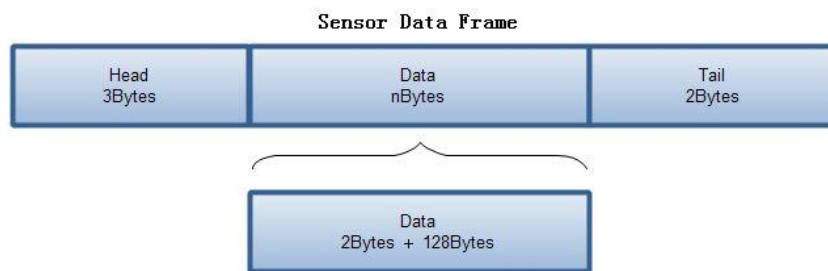 Sensor Data Frame
Head
3Bytes
Data
nBytes
Tail
2Bytes
Data
2Bytes + 128Bytes